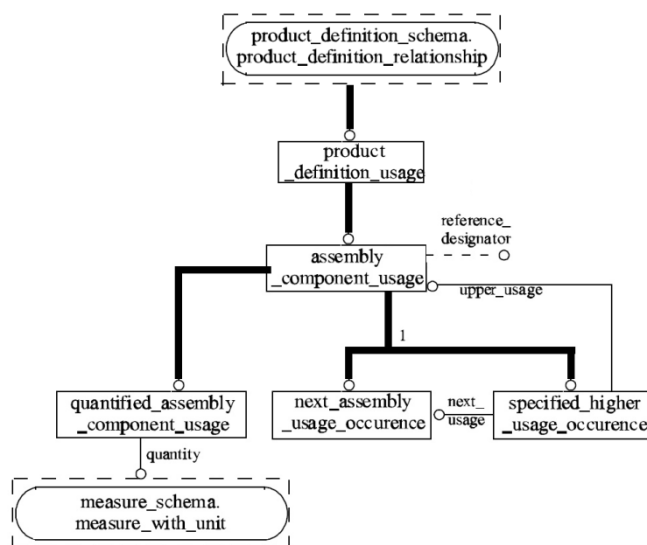 product_definition_schema.
product_definition_relationship
product
_definition_usage
reference_
designator
assembly
_component_usage
upper_usage
1
quantified_assembly
_component_usage
next_assembly
_usage_occurence
next_
usage
specified_higher
_usage_occurence
quantity
measure_schema.
measure_with_unit